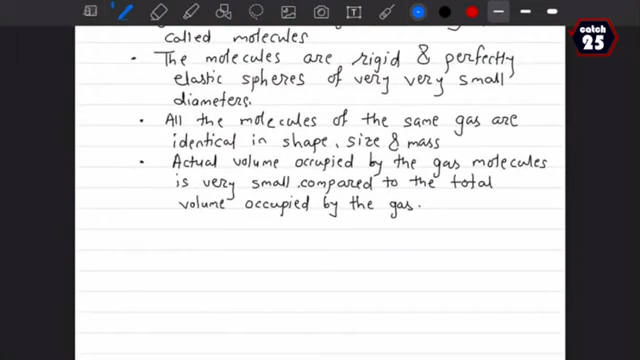 called molecules
• The molecules are rigid & perfectly
elastic spheres of very very small
diameters.
• All the molecules of the same gas are
identical in shape, size & mass
• Actual volume occupied by the gas molecules
is very small compared to the total
volume occupied by the gas.
catch
25